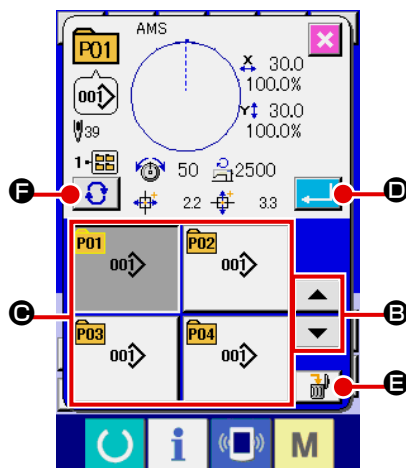 AMS
P01
X 30.0
100.0%
001
Y 30.0
100.0%
39
1-
50 2500
F
D
2.2 3.3
P01 P02
001 001
C
B
P03 P04
001 001
E
i M